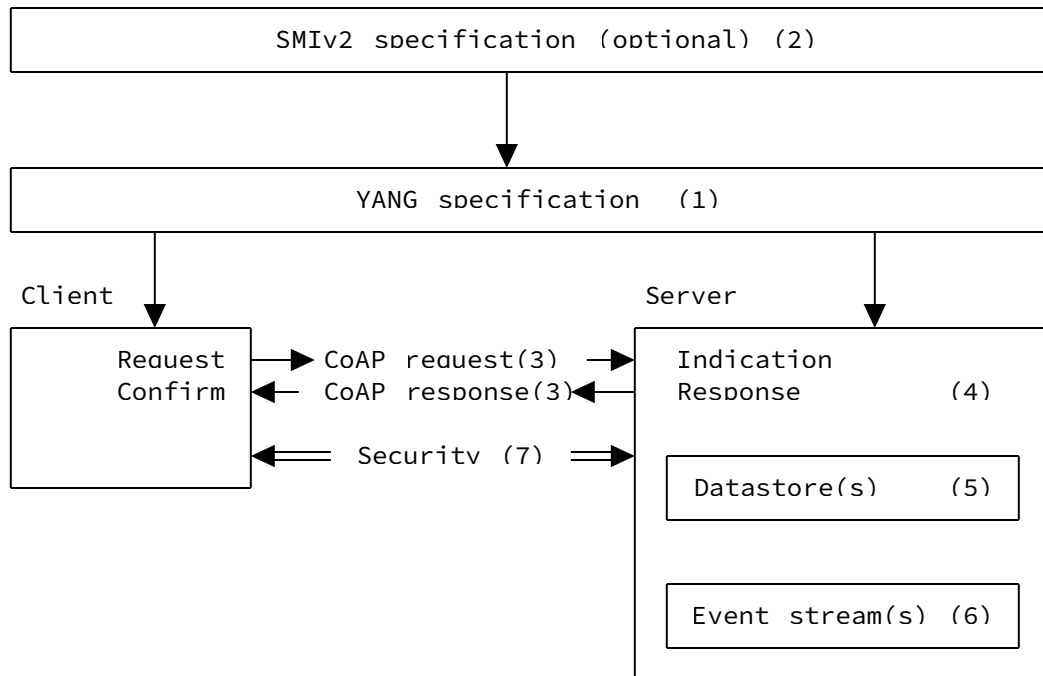 SMIv2 specification (optional) (2)
YANG specification (1)
Client
Server
Request CoAP request(3) Indication
Confirm CoAP response(3) Response (4)
Security (7)
Datastore(s) (5)
Event stream(s) (6)